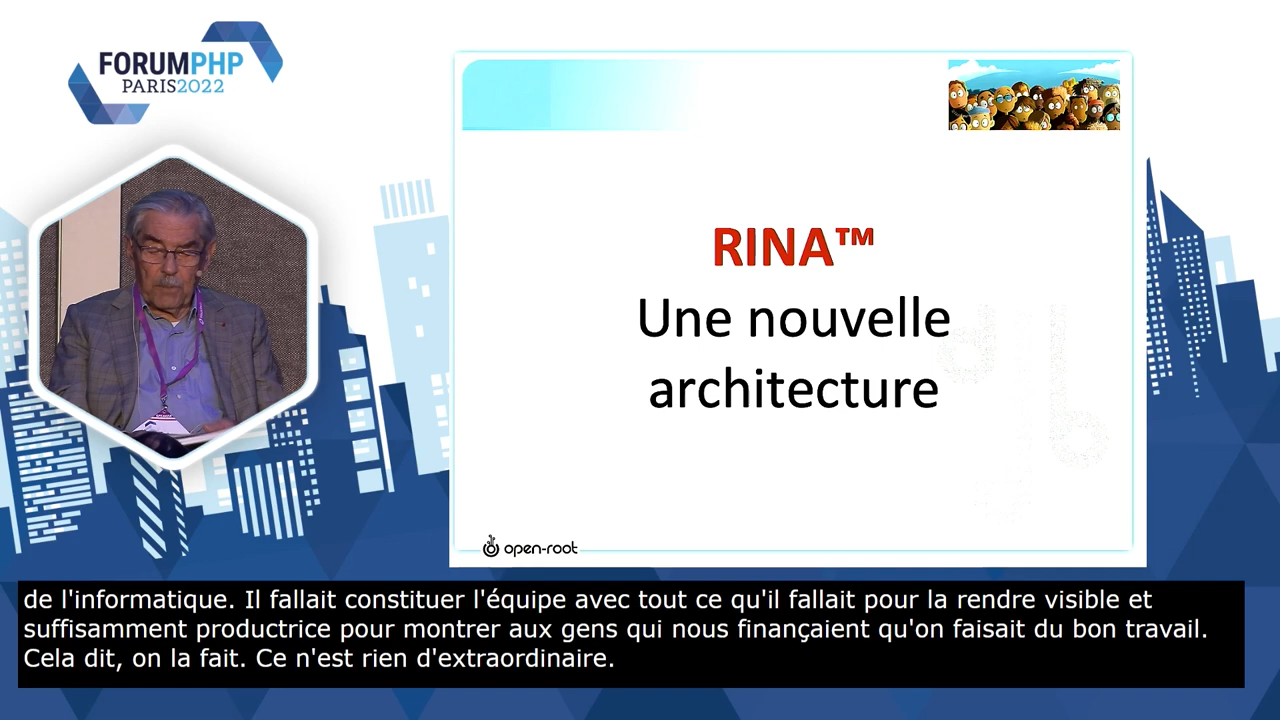 FORUMPHP
PARIS2022
RINA™
Une nouvelle
architecture
open-root
de l'informatique. Il fallait constituer l'équipe avec tout ce qu'il fallait pour la rendre visible et
suffisamment productrice pour montrer aux gens qui nous finançaient qu'on faisait du bon travail.
Cela dit, on la fait. Ce n'est rien d'extraordinaire.